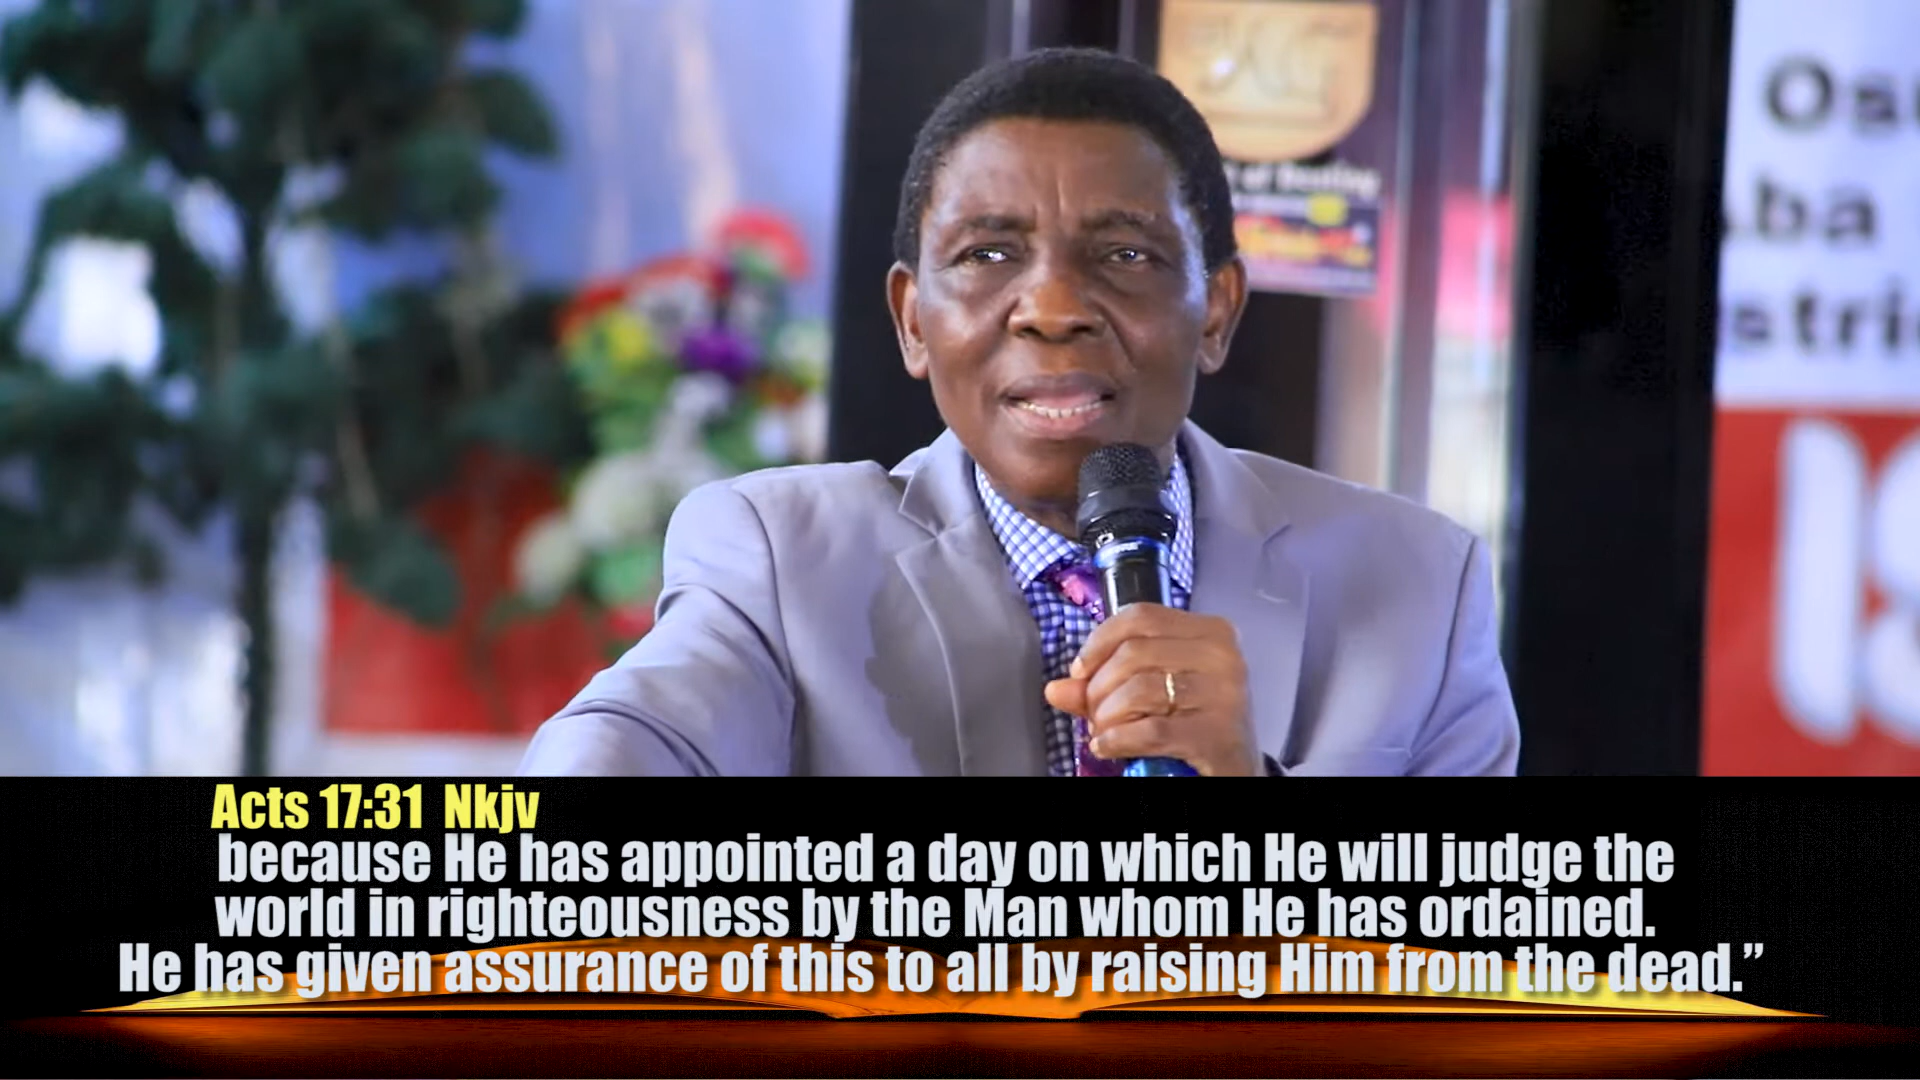 Acts 17:31 Nkjv
because He has appointed a day on which He will judge the
world in righteousness by the Man whom He has ordained.
He has given assurance of this to all by raising Him from the dead.”